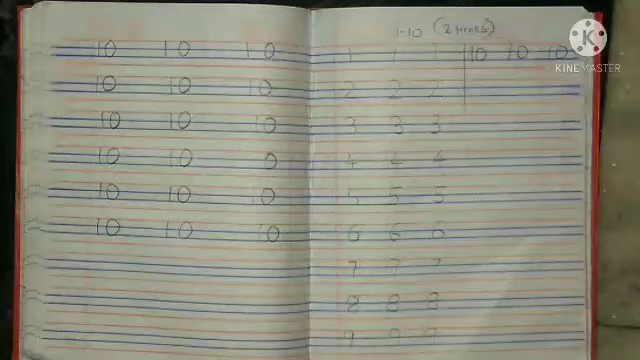 10 10 10
10 10 10
10 10 10
10 10 0
10 10 10
10 10 10
1-10 (2 times)
1 1 1 10 10 10
2 2 2
3 3 3
4 4 4
5 5 5
6 6 6
7 7 7
8 8 8
9 9 9
K
KINEMASTER